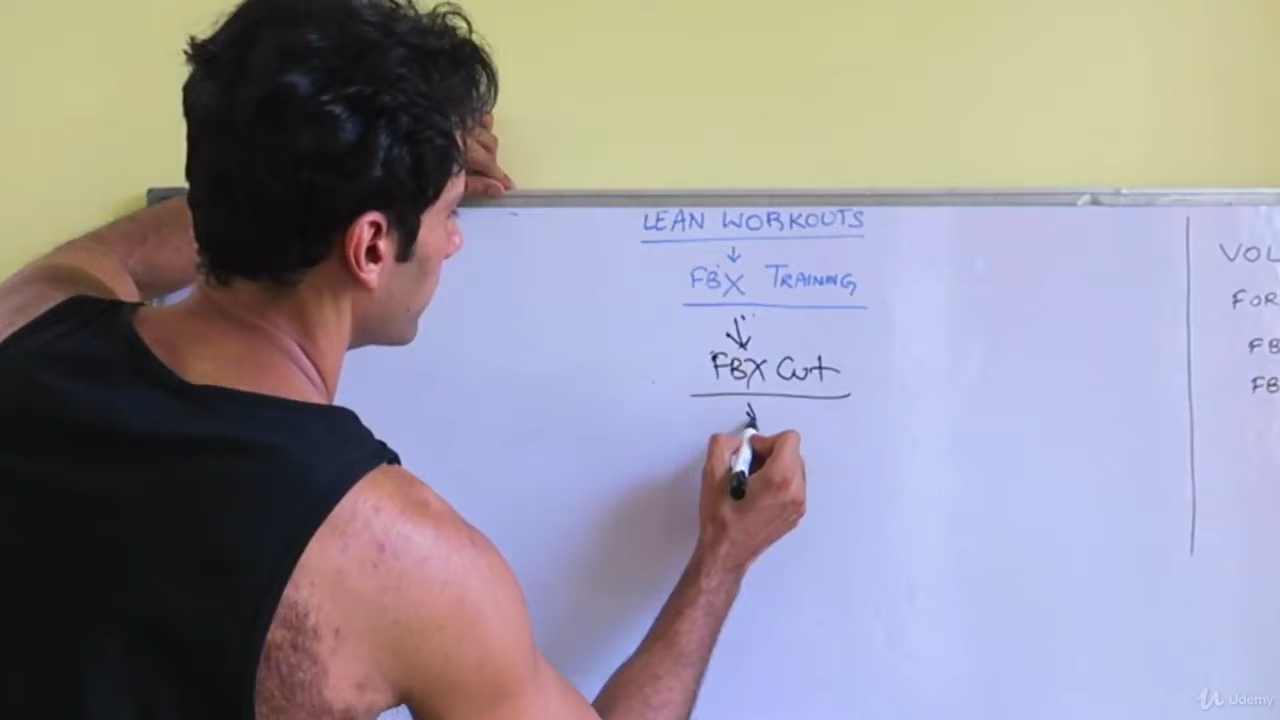 LEAN WORKOUTS
FBX TRAINING
FBX Cut
VOL
FOR
FB
FB
Udemy